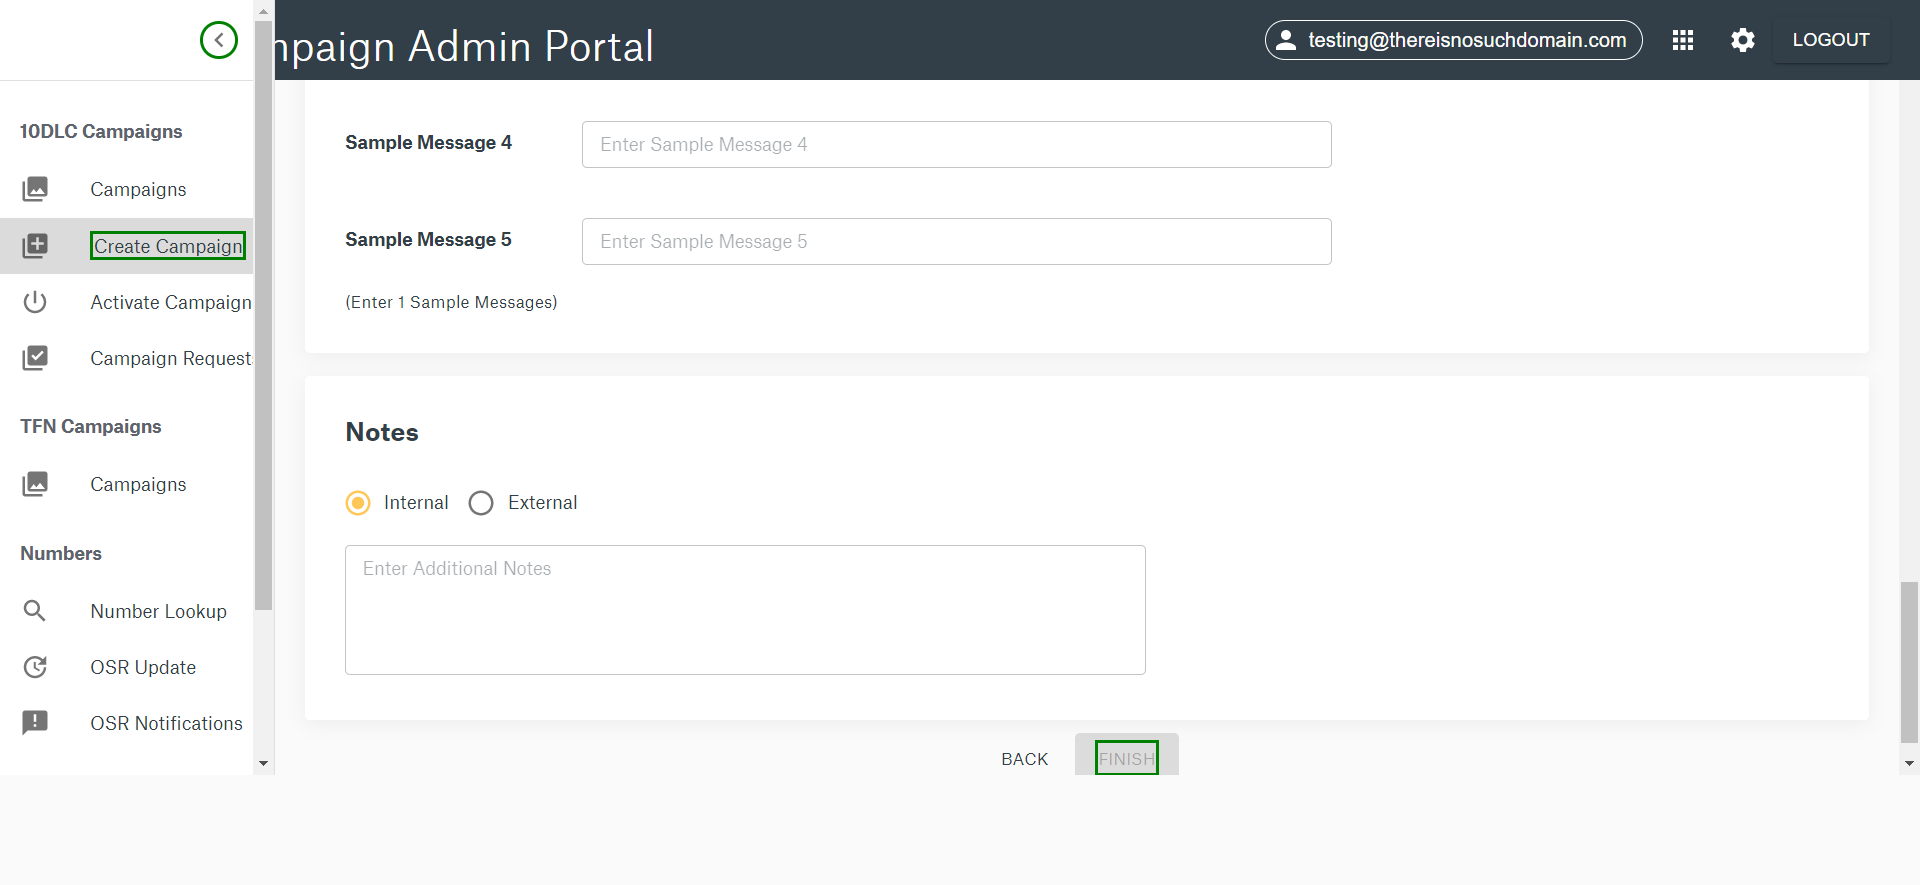 npaign Admin Portal
testing@thereisnosuchdomain.com
LOGOUT
10DLC Campaigns
Campaigns
Create Campaign
Activate Campaign
Campaign Request
TFN Campaigns
Campaigns
Numbers
Number Lookup
OSR Update
OSR Notifications
Sample Message 4
Enter Sample Message 4
Sample Message 5
Enter Sample Message 5
(Enter 1 Sample Messages)
Notes
Internal
External
Enter Additional Notes
BACK
FINISH